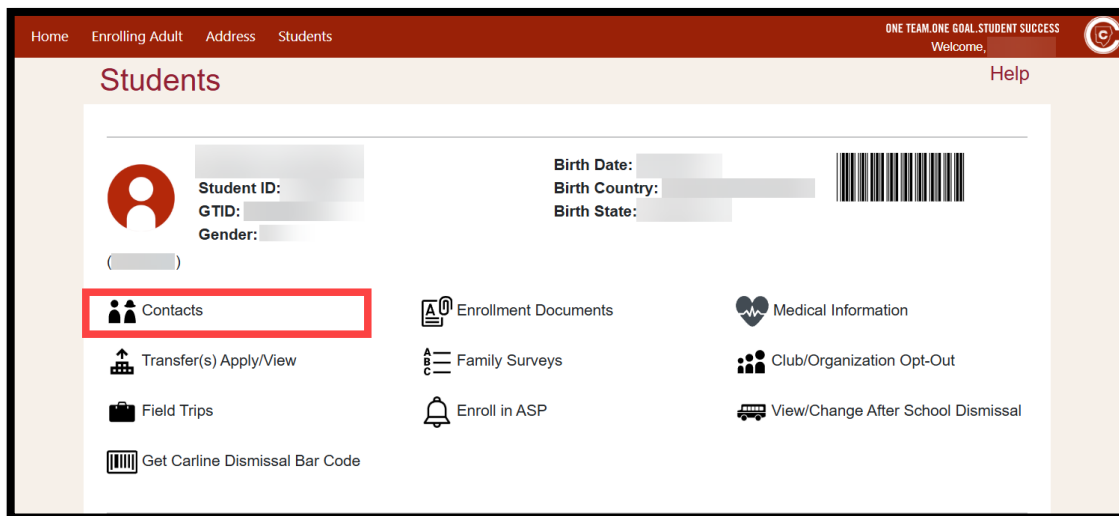 Home Enrolling Adult Address Students
ONE TEAM.ONE GOAL.STUDENT SUCCESS
Welcome,
C
Students
Help
Student ID:
GTID:
Gender:
( )
Birth Date:
Birth Country:
Birth State:
Contacts
Enrollment Documents
Medical Information
Transfer(s) Apply/View
A
B
C
Family Surveys
Club/Organization Opt-Out
Field Trips
Enroll in ASP
View/Change After School Dismissal
Get Carline Dismissal Bar Code